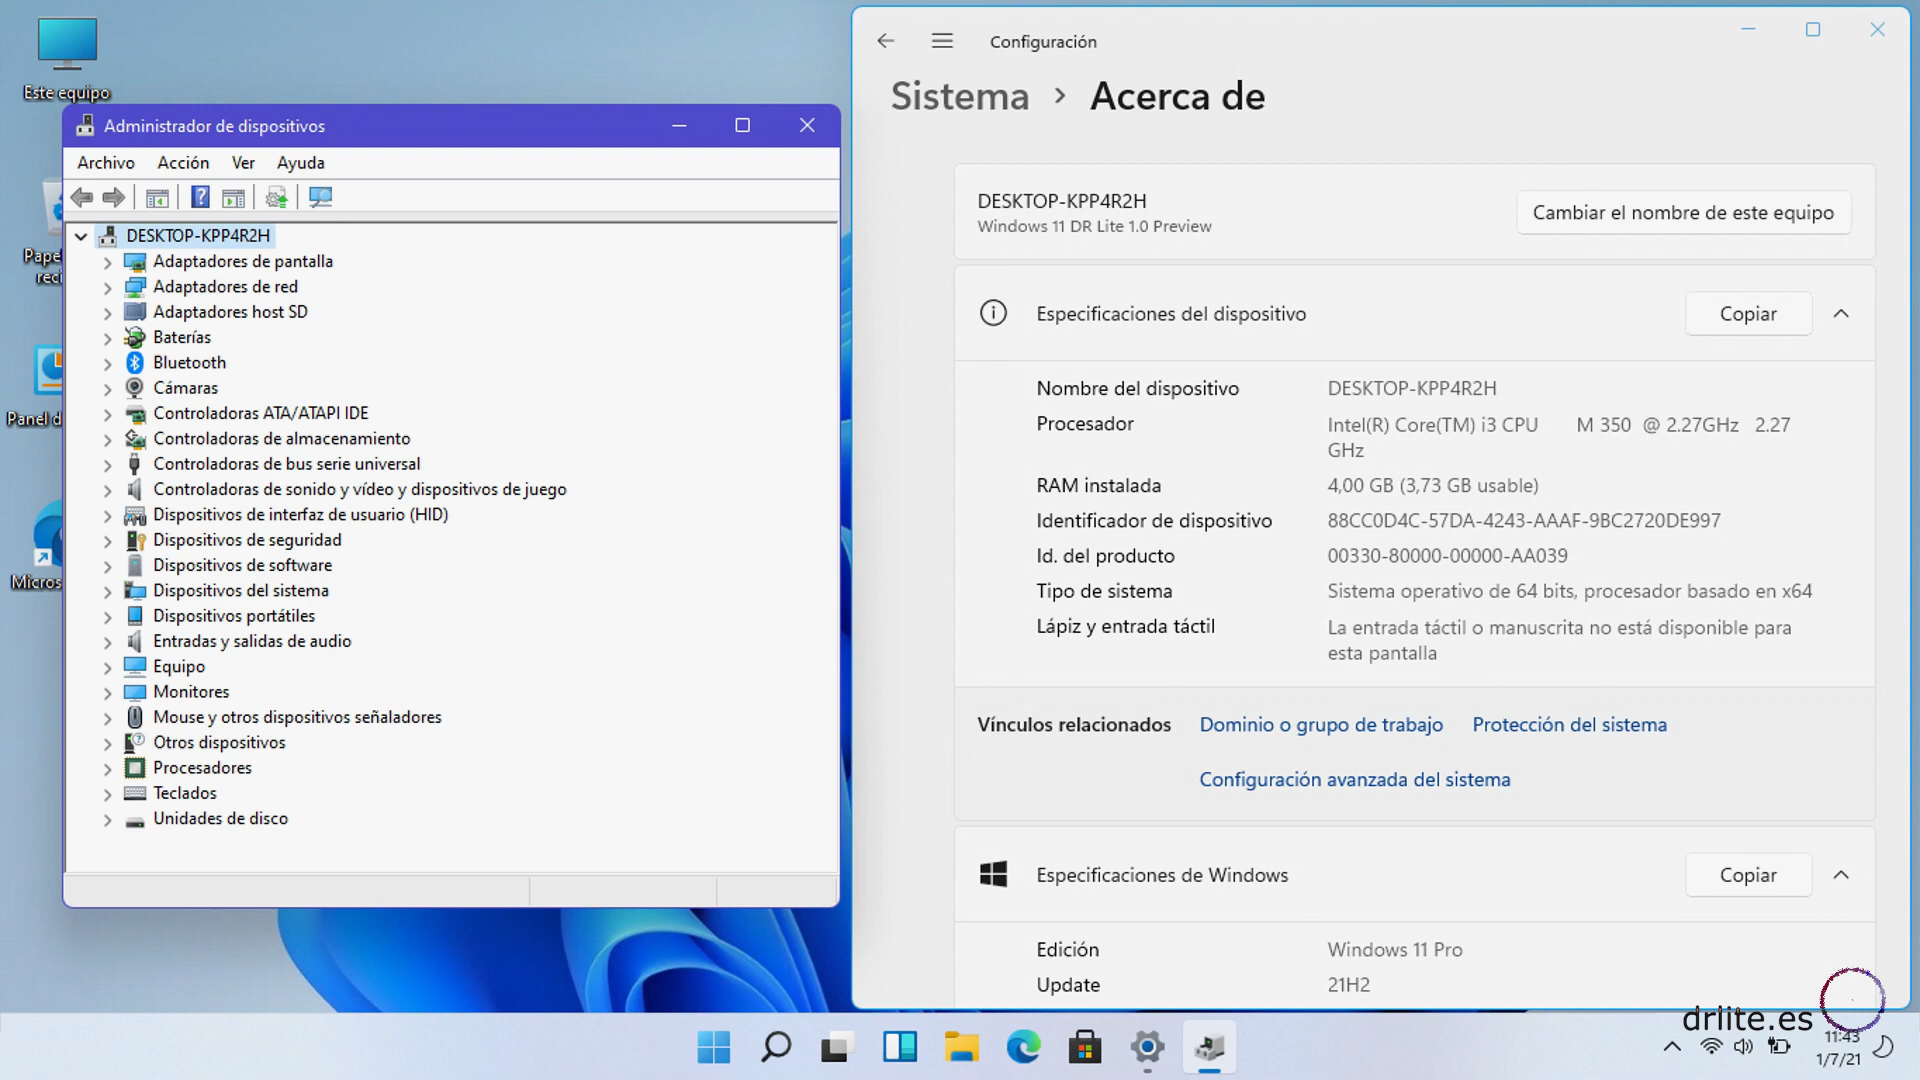 Este equipo
Pape
reci
Panel d
Micros
Administrador de dispositivos
Archivo Acción Ver Ayuda
DESKTOP-KPP4R2H
Adaptadores de pantalla
Adaptadores de red
Adaptadores host SD
Baterías
Bluetooth
Cámaras
Controladoras ATA/ATAPI IDE
Controladoras de almacenamiento
Controladoras de bus serie universal
Controladoras de sonido y vídeo y dispositivos de juego
Dispositivos de interfaz de usuario (HID)
Dispositivos de seguridad
Dispositivos de software
Dispositivos del sistema
Dispositivos portátiles
Entradas y salidas de audio
Equipo
Monitores
Mouse y otros dispositivos señaladores
Otros dispositivos
Procesadores
Teclados
Unidades de disco
Configuración
Sistema > Acerca de
DESKTOP-KPP4R2H
Windows 11 DR Lite 1.0 Preview
Cambiar el nombre de este equipo
Especificaciones del dispositivo Copiar
Nombre del dispositivo DESKTOP-KPP4R2H
Procesador Intel(R) Core(TM) i3 CPU M 350 @ 2.27GHz 2.27
GHz
RAM instalada 4,00 GB (3,73 GB usable)
Identificador de dispositivo 88CC0D4C-57DA-4243-AAAF-9BC2720DE997
Id. del producto 00330-80000-00000-AA039
Tipo de sistema Sistema operativo de 64 bits, procesador basado en x64
Lápiz y entrada táctil La entrada táctil o manuscrita no está disponible para
esta pantalla
Vínculos relacionados Dominio o grupo de trabajo Protección del sistema
Configuración avanzada del sistema
Especificaciones de Windows Copiar
Edición Windows 11 Pro
Update 21H2
drlite.es
11:43
1/7/21